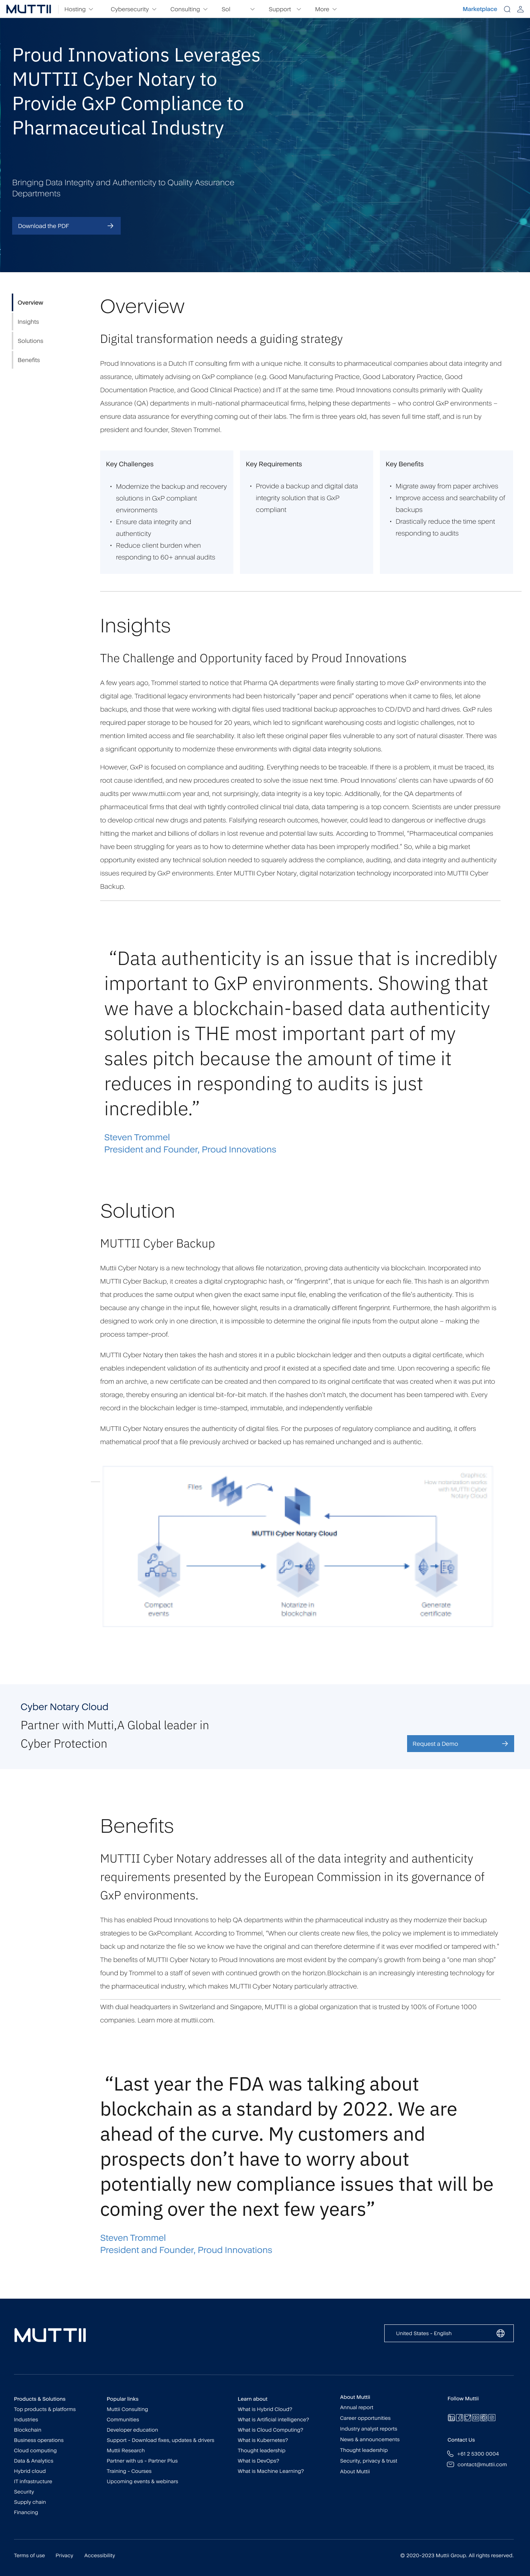 MUTTII
Hosting
Cybersecurity
Consulting
Sol
Support
More
Marketplace
Proud Innovations Leverages
MUTTII Cyber Notary to
Provide GxP Compliance to
Pharmaceutical Industry
Bringing Data Integrity and Authenticity to Quality Assurance
Departments
Download the PDF
Overview
Insights
Solutions
Benefits
Overview
Digital transformation needs a guiding strategy
Proud Innovations is a Dutch IT consulting firm with a unique niche. It consults to pharmaceutical companies about data integrity and
assurance, ultimately advising on GxP compliance (e.g. Good Manufacturing Practice, Good Laboratory Practice, Good
Documentation Practice, and Good Clinical Practice) and IT at the same time. Proud Innovations consults primarily with Quality
Assurance (QA) departments in multi-national pharmaceutical firms, helping these departments – who control GxP environments –
ensure data assurance for everything coming out of their labs. The firm is three years old, has seven full time staff, and is run by
president and founder, Steven Trommel.
Key Challenges
• Modernize the backup and recovery
solutions in GxP compliant
environments
• Ensure data integrity and
authenticity
• Reduce client burden when
responding to 60+ annual audits
Key Requirements
• Provide a backup and digital data
integrity solution that is GxP
compliant
Key Benefits
• Migrate away from paper archives
• Improve access and searchability of
backups
• Drastically reduce the time spent
responding to audits
Insights
The Challenge and Opportunity faced by Proud Innovations
A few years ago, Trommel started to notice that Pharma QA departments were finally starting to move GxP environments into the
digital age. Traditional legacy environments had been historically “paper and pencil” operations when it came to files, let alone
backups, and those that were working with digital files used traditional backup approaches to CD/DVD and hard drives. GxP rules
required paper storage to be housed for 20 years, which led to significant warehousing costs and logistic challenges, not to
mention limited access and file searchability. It also left these original paper files vulnerable to any sort of natural disaster. There was
a significant opportunity to modernize these environments with digital data integrity solutions.
However, GxP is focused on compliance and auditing. Everything needs to be traceable. If there is a problem, it must be traced, its
root cause identified, and new procedures created to solve the issue next time. Proud Innovations’ clients can have upwards of 60
audits per www.muttii.com year and, not surprisingly, data integrity is a key topic. Additionally, for the QA departments of
pharmaceutical firms that deal with tightly controlled clinical trial data, data tampering is a top concern. Scientists are under pressure
to develop critical new drugs and patents. Falsifying research outcomes, however, could lead to dangerous or ineffective drugs
hitting the market and billions of dollars in lost revenue and potential law suits. According to Trommel, “Pharmaceutical companies
have been struggling for years as to how to determine whether data has been improperly modified.” So, while a big market
opportunity existed any technical solution needed to squarely address the compliance, auditing, and data integrity and authenticity
issues required by GxP environments. Enter MUTTII Cyber Notary, digital notarization technology incorporated into MUTTII Cyber
Backup.
“Data authenticity is an issue that is incredibly
important to GxP environments. Showing that
we have a blockchain-based data authenticity
solution is THE most important part of my
sales pitch because the amount of time it
reduces in responding to audits is just
incredible.”
Steven Trommel
President and Founder, Proud Innovations
Solution
MUTTII Cyber Backup
Muttii Cyber Notary is a new technology that allows file notarization, proving data authenticity via blockchain. Incorporated into
MUTTII Cyber Backup, it creates a digital cryptographic hash, or “fingerprint”, that is unique for each file. This hash is an algorithm
that produces the same output when given the exact same input file, enabling the verification of the file’s authenticity. This is
because any change in the input file, however slight, results in a dramatically different fingerprint. Furthermore, the hash algorithm is
designed to work only in one direction, it is impossible to determine the original file inputs from the output alone – making the
process tamper-proof.
MUTTII Cyber Notary then takes the hash and stores it in a public blockchain ledger and then outputs a digital certificate, which
enables independent validation of its authenticity and proof it existed at a specified date and time. Upon recovering a specific file
from an archive, a new certificate can be created and then compared to its original certificate that was created when it was put into
storage, thereby ensuring an identical bit-for-bit match. If the hashes don’t match, the document has been tampered with. Every
record in the blockchain ledger is time-stamped, immutable, and independently verifiable
MUTTII Cyber Notary ensures the authenticity of digital files. For the purposes of regulatory compliance and auditing, it offers
mathematical proof that a file previously archived or backed up has remained unchanged and is authentic.
Graphic:
How notarization works
with MUTTII Cyber
Notary Cloud
Files
MUTTII Cyber Notary Cloud
Compact
events
Notarize in
blockchain
Generate
certificate
Cyber Notary Cloud
Partner with Mutti,A Global leader in
Cyber Protection
Request a Demo
Benefits
MUTTII Cyber Notary addresses all of the data integrity and authenticity
requirements presented by the European Commission in its governance of
GxP environments.
This has enabled Proud Innovations to help QA departments within the pharmaceutical industry as they modernize their backup
strategies to be GxPcompliant. According to Trommel, “When our clients create new files, the policy we implement is to immediately
back up and notarize the file so we know we have the original and can therefore determine if it was ever modified or tampered with.”
The benefits of MUTTII Cyber Notary to Proud Innovations are most evident by the company’s growth from being a “one man shop”
found by Trommel to a staff of seven with continued growth on the horizon.Blockchain is an increasingly interesting technology for
the pharmaceutical industry, which makes MUTTII Cyber Notary particularly attractive.
With dual headquarters in Switzerland and Singapore, MUTTII is a global organization that is trusted by 100% of Fortune 1000
companies. Learn more at muttii.com.
“Last year the FDA was talking about
blockchain as a standard by 2022. We are
ahead of the curve. My customers and
prospects don’t have to worry about
potentially new compliance issues that will be
coming over the next few years”
Steven Trommel
President and Founder, Proud Innovations
MUTTII
United States - English
Products & Solutions
Top products & platforms
Industries
Blockchain
Business operations
Cloud computing
Data & Analytics
Hybrid cloud
IT infrastructure
Security
Supply chain
Financing
Popular links
Muttii Consulting
Communities
Developer education
Support - Download fixes, updates & drivers
Muttii Research
Partner with us - Partner Plus
Training - Courses
Upcoming events & webinars
Learn about
What is Hybrid Cloud?
What is Artificial intelligence?
What is Cloud Computing?
What is Kubernetes?
Thought leadership
What is DevOps?
What is Machine Learning?
About Muttii
Annual report
Career opportunities
Industry analyst reports
News & announcements
Thought leadership
Security, privacy & trust
About Muttii
Follow Muttii
Contact Us
+61 2 5300 0004
contact@muttii.com
Terms of use
Privacy
Accessibility
© 2020-2023 Muttii Group. All rights reserved.